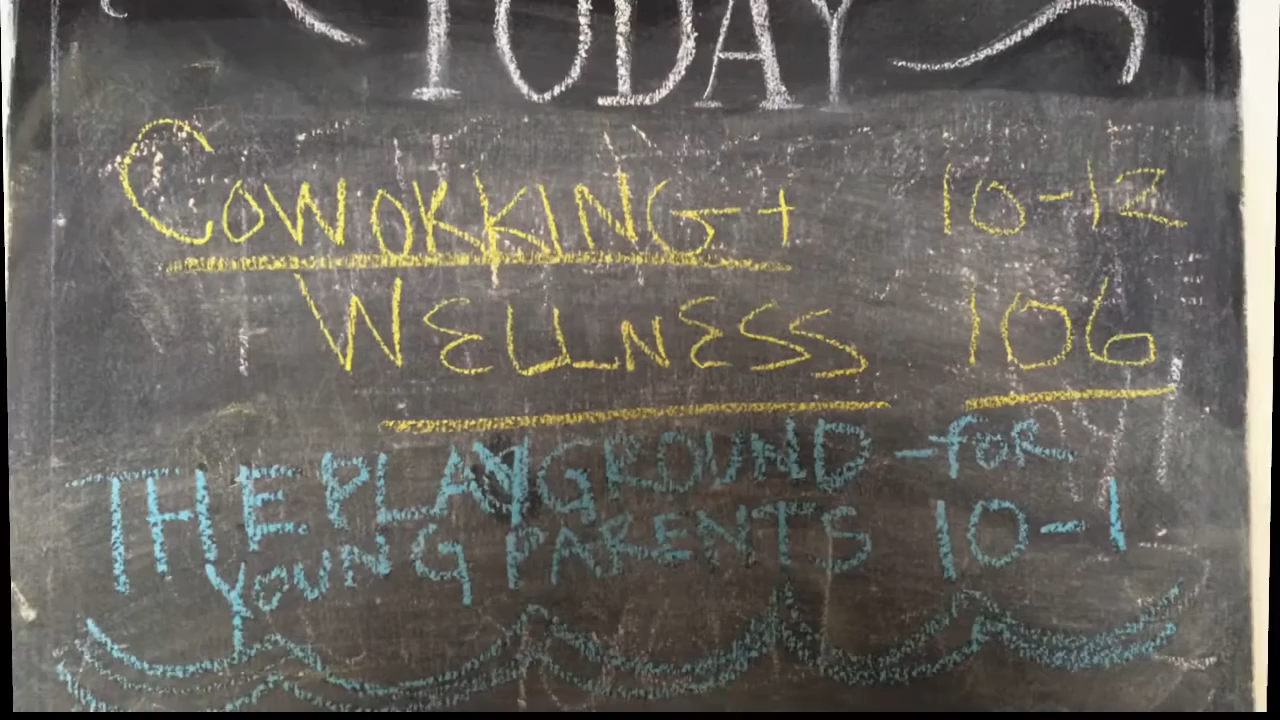 TODAY
COWORKING + 10-12
WELLNESS 106
THE PLAYGROUND - for
YOUNG PARENTS 10-1